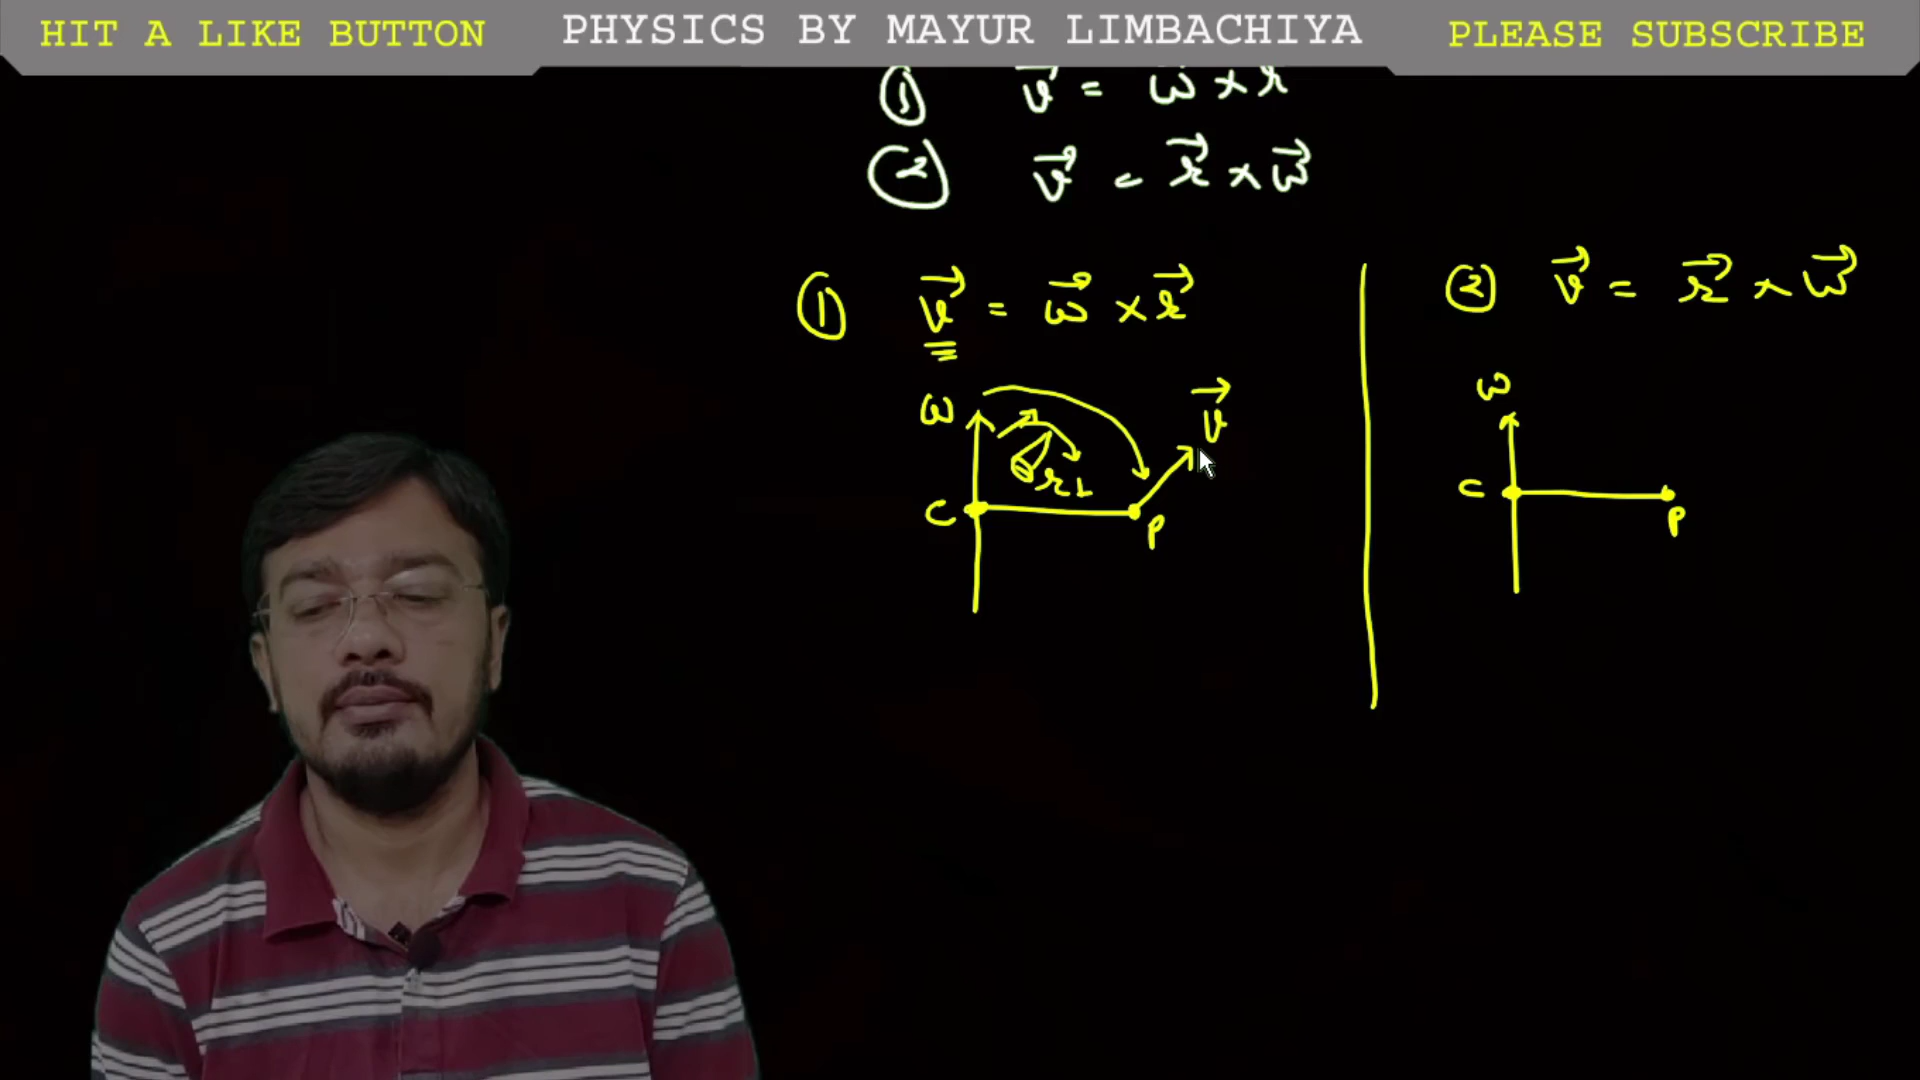 HIT A LIKE BUTTON
PHYSICS BY MAYUR LIMBACHIYA
PLEASE SUBSCRIBE
① v⃗ = ω × r
② v⃗ = r⃗ × ω⃗
① v⃗ = ω⃗ × r⃗
② v⃗ = r⃗ × ω⃗
ω
v⃗
r⊥
C
P
ω
C
P